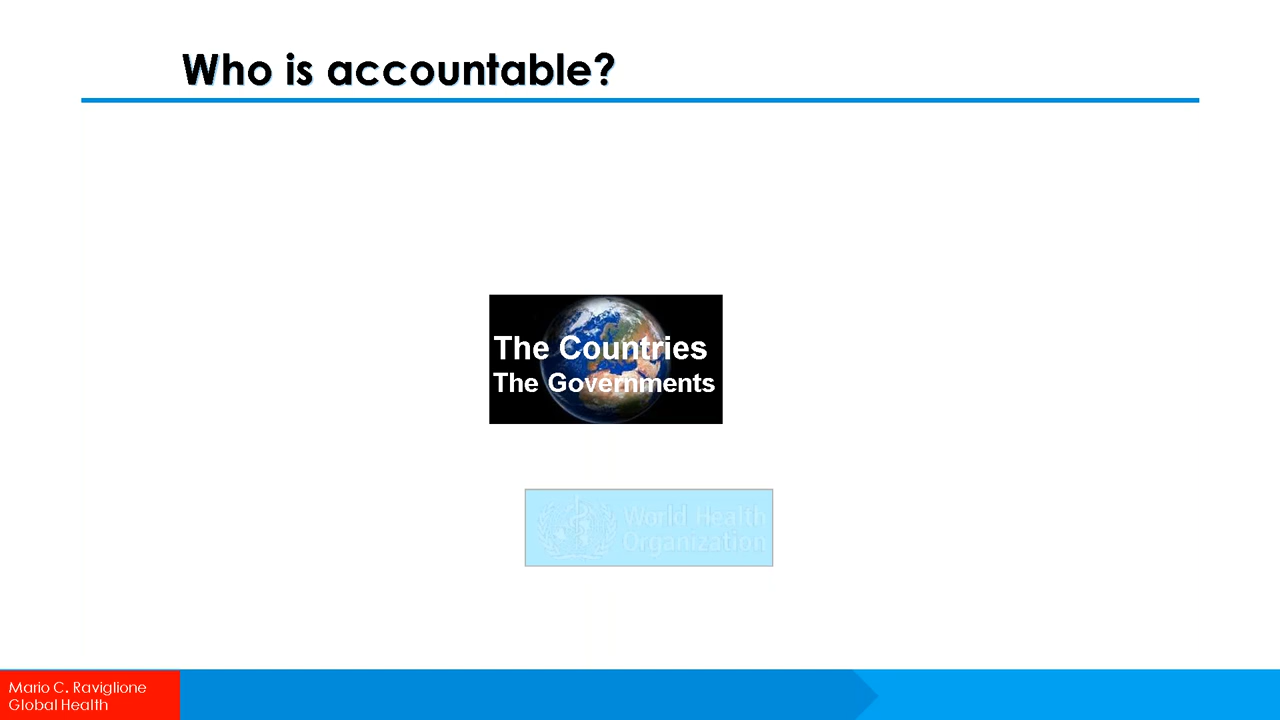 Who is accountable?
The Countries
The Governments
World Health
Organization
Mario C. Raviglione
Global Health